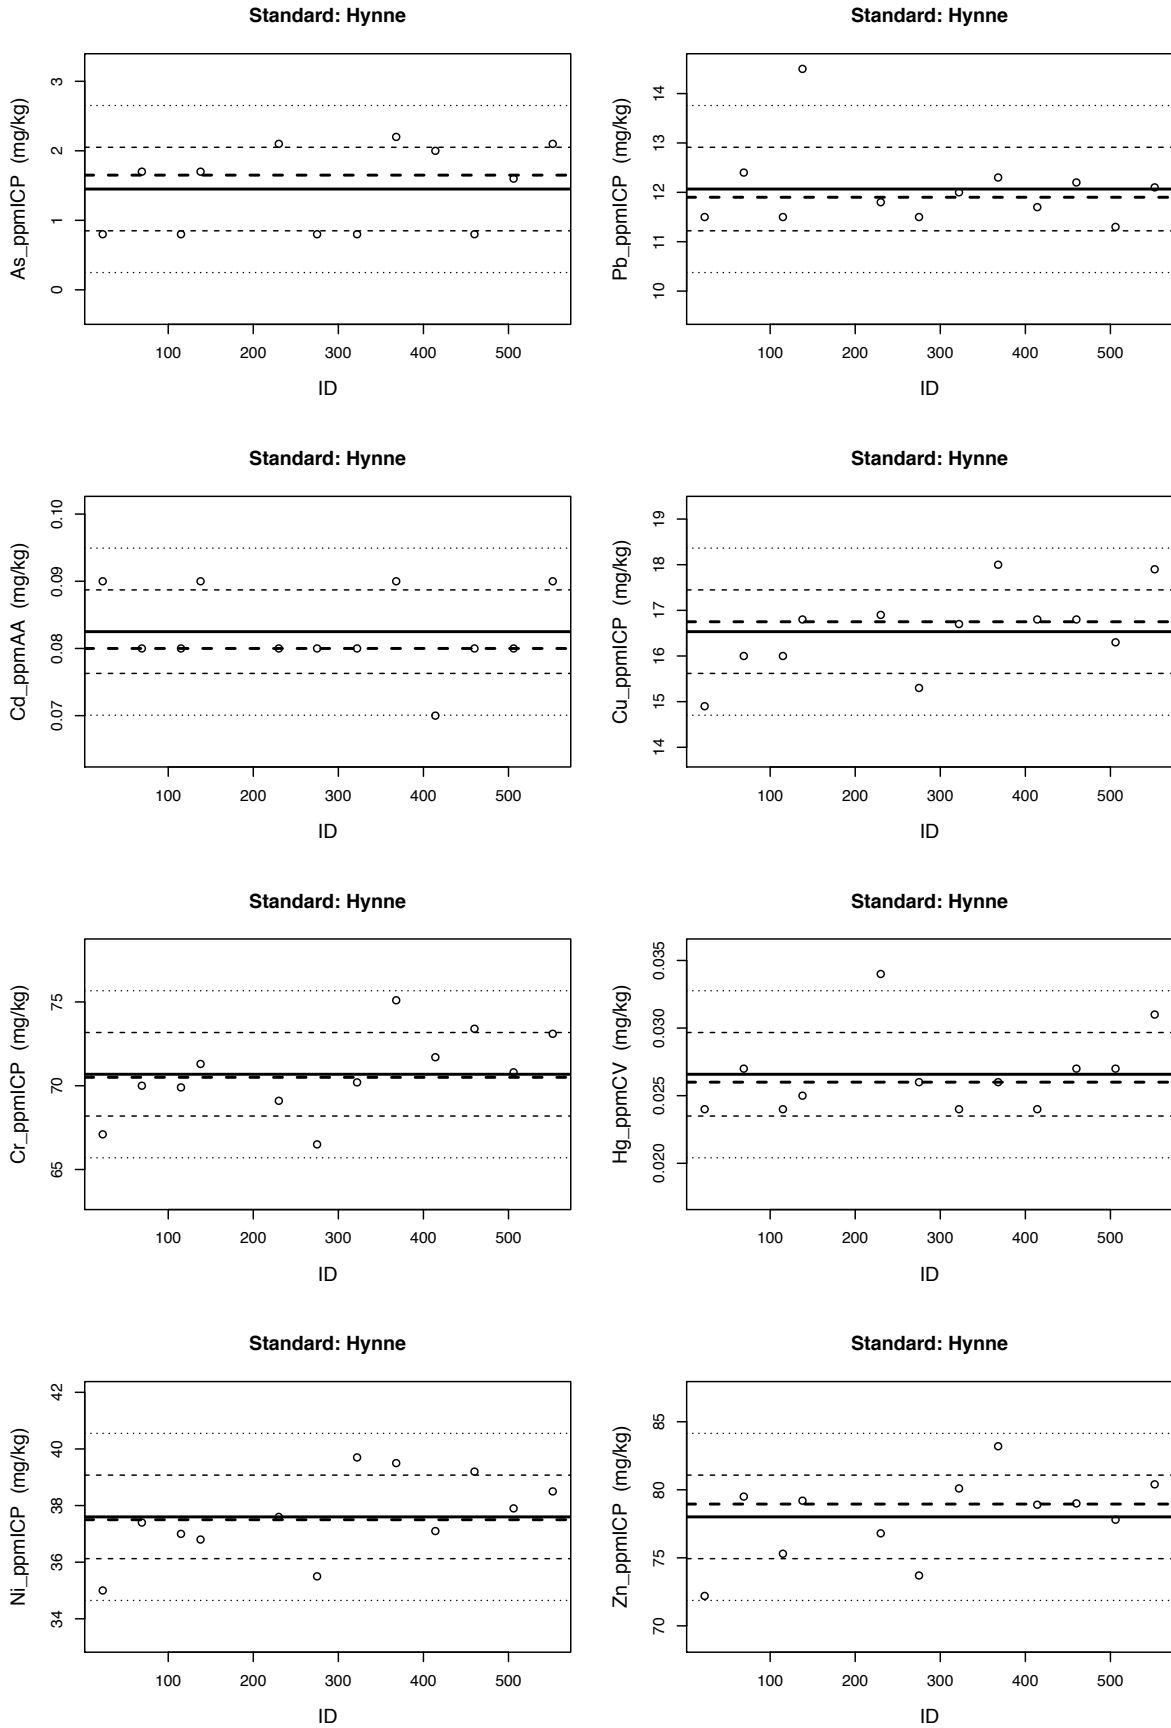 Standard: Hynne
As_ppmICP (mg/kg)
3
2
1
0
100 200 300 400 500
ID
Standard: Hynne
Pb_ppmICP (mg/kg)
14
13
12
11
10
100 200 300 400 500
ID
Standard: Hynne
Cd_ppmAA (mg/kg)
0.10
0.09
0.08
0.07
100 200 300 400 500
ID
Standard: Hynne
Cu_ppmICP (mg/kg)
19
18
17
16
15
14
100 200 300 400 500
ID
Standard: Hynne
Cr_ppmICP (mg/kg)
75
70
65
100 200 300 400 500
ID
Standard: Hynne
Hg_ppmCV (mg/kg)
0.035
0.030
0.025
0.020
100 200 300 400 500
ID
Standard: Hynne
Ni_ppmICP (mg/kg)
42
40
38
36
34
100 200 300 400 500
ID
Standard: Hynne
Zn_ppmICP (mg/kg)
85
80
75
70
100 200 300 400 500
ID